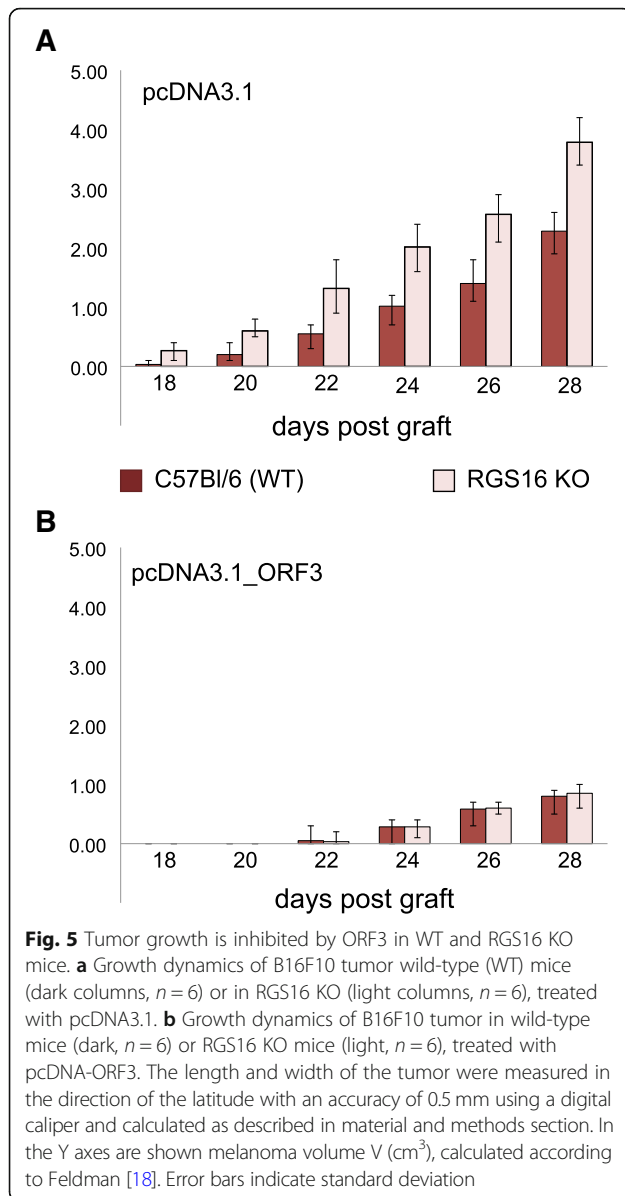 A
5.00
pcDNA3.1
4.00
3.00
2.00
1.00
0.00
18 20 22 24 26 28
days post graft
C57Bl/6 (WT) RGS16 KO
B
5.00
pcDNA3.1_ORF3
4.00
3.00
2.00
1.00
0.00
18 20 22 24 26 28
days post graft
Fig. 5 Tumor growth is inhibited by ORF3 in WT and RGS16 KO
mice. a Growth dynamics of B16F10 tumor wild-type (WT) mice
(dark columns, n = 6) or in RGS16 KO (light columns, n = 6), treated
with pcDNA3.1. b Growth dynamics of B16F10 tumor in wild-type
mice (dark, n = 6) or RGS16 KO mice (light, n = 6), treated with
pcDNA-ORF3. The length and width of the tumor were measured in
the direction of the latitude with an accuracy of 0.5 mm using a digital
caliper and calculated as described in material and methods section. In
the Y axes are shown melanoma volume V (cm³), calculated according
to Feldman [18]. Error bars indicate standard deviation